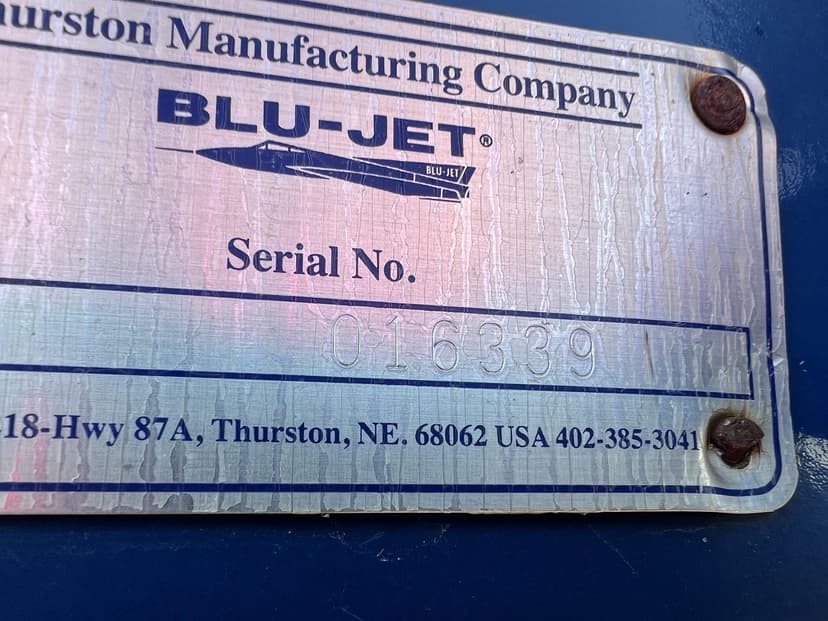 urston Manufacturing Company
BLU-JET®
BLU-JET
Serial No.
016339
18-Hwy 87A, Thurston, NE. 68062 USA 402-385-3041